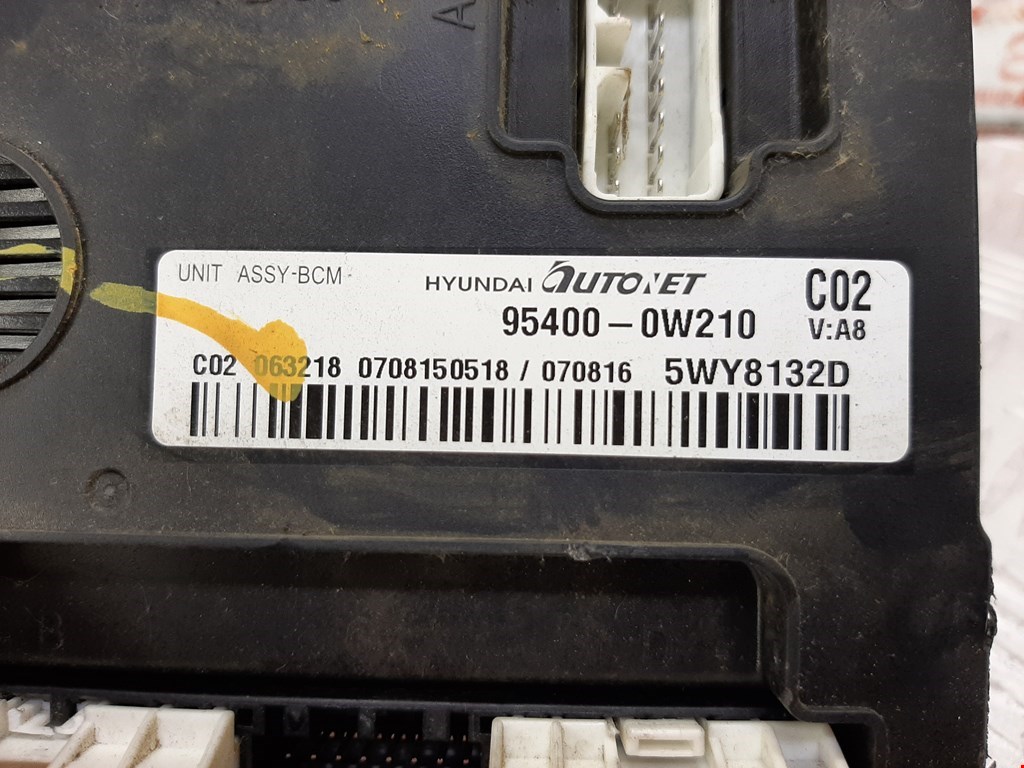 A
UNIT ASSY-BCM
HYUNDAI AUTONET
C02
95400-0W210
V:A8
C02 063218 0708150518 / 070816 5WY8132D
B